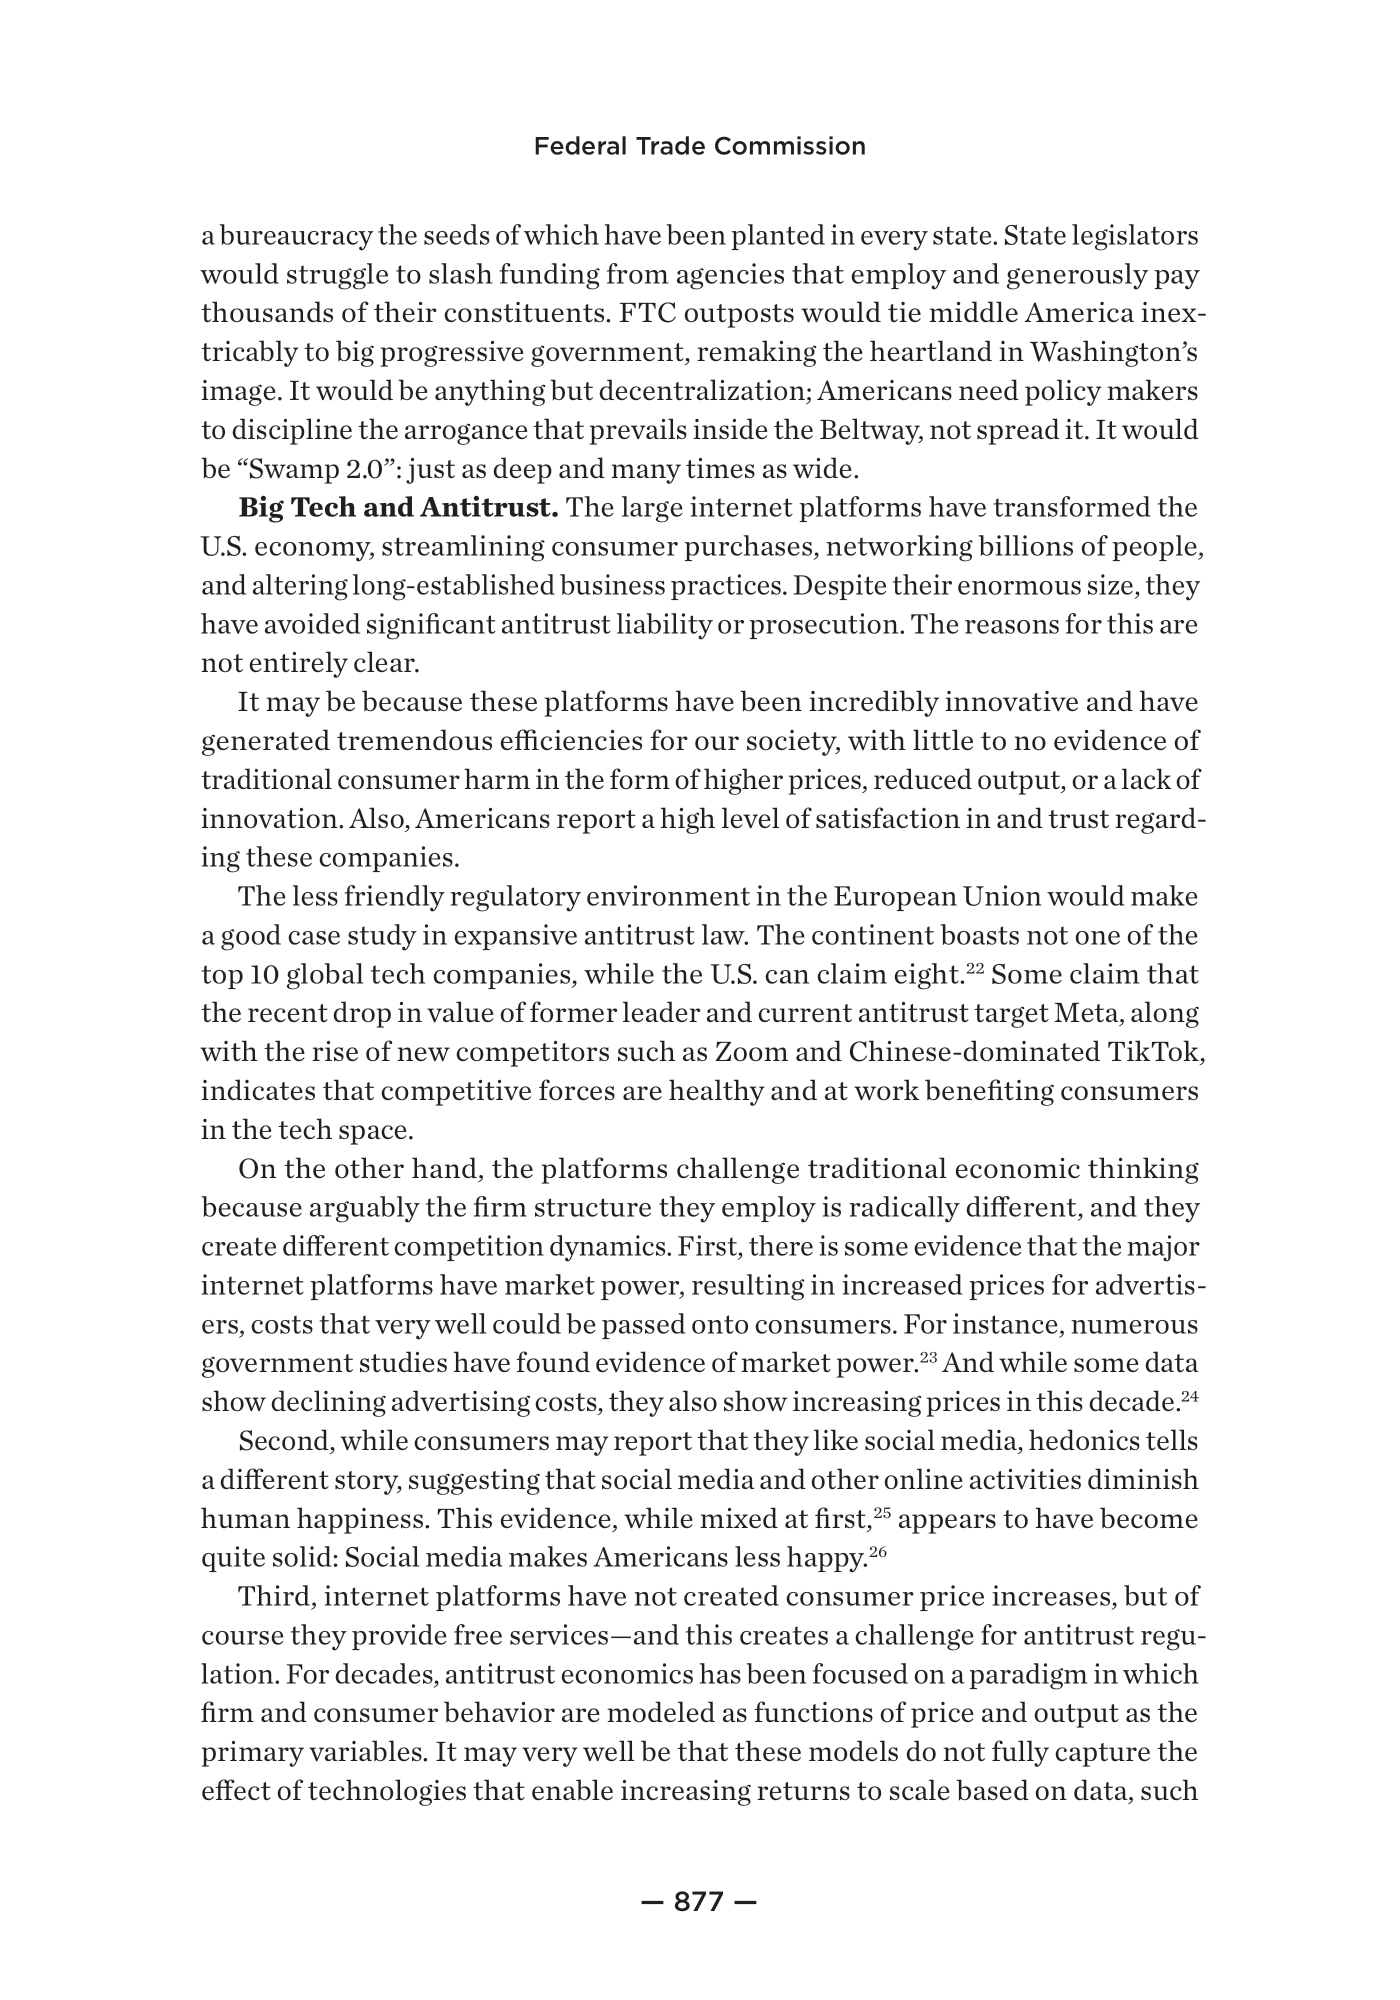 Federal Trade Commission
a bureaucracy the seeds of which have been planted in every state. State legislators
would struggle to slash funding from agencies that employ and generously pay
thousands of their constituents. FTC outposts would tie middle America inex-
tricably to big progressive government, remaking the heartland in Washington’s
image. It would be anything but decentralization; Americans need policy makers
to discipline the arrogance that prevails inside the Beltway, not spread it. It would
be “Swamp 2.0”: just as deep and many times as wide.
Big Tech and Antitrust. The large internet platforms have transformed the
U.S. economy, streamlining consumer purchases, networking billions of people,
and altering long-established business practices. Despite their enormous size, they
have avoided significant antitrust liability or prosecution. The reasons for this are
not entirely clear.
It may be because these platforms have been incredibly innovative and have
generated tremendous efficiencies for our society, with little to no evidence of
traditional consumer harm in the form of higher prices, reduced output, or a lack of
innovation. Also, Americans report a high level of satisfaction in and trust regard-
ing these companies.
The less friendly regulatory environment in the European Union would make
a good case study in expansive antitrust law. The continent boasts not one of the
top 10 global tech companies, while the U.S. can claim eight.22 Some claim that
the recent drop in value of former leader and current antitrust target Meta, along
with the rise of new competitors such as Zoom and Chinese-dominated TikTok,
indicates that competitive forces are healthy and at work benefiting consumers
in the tech space.
On the other hand, the platforms challenge traditional economic thinking
because arguably the firm structure they employ is radically different, and they
create different competition dynamics. First, there is some evidence that the major
internet platforms have market power, resulting in increased prices for advertis-
ers, costs that very well could be passed onto consumers. For instance, numerous
government studies have found evidence of market power.23 And while some data
show declining advertising costs, they also show increasing prices in this decade.24
Second, while consumers may report that they like social media, hedonics tells
a different story, suggesting that social media and other online activities diminish
human happiness. This evidence, while mixed at first,25 appears to have become
quite solid: Social media makes Americans less happy.26
Third, internet platforms have not created consumer price increases, but of
course they provide free services—and this creates a challenge for antitrust regu-
lation. For decades, antitrust economics has been focused on a paradigm in which
firm and consumer behavior are modeled as functions of price and output as the
primary variables. It may very well be that these models do not fully capture the
effect of technologies that enable increasing returns to scale based on data, such
— 877 —